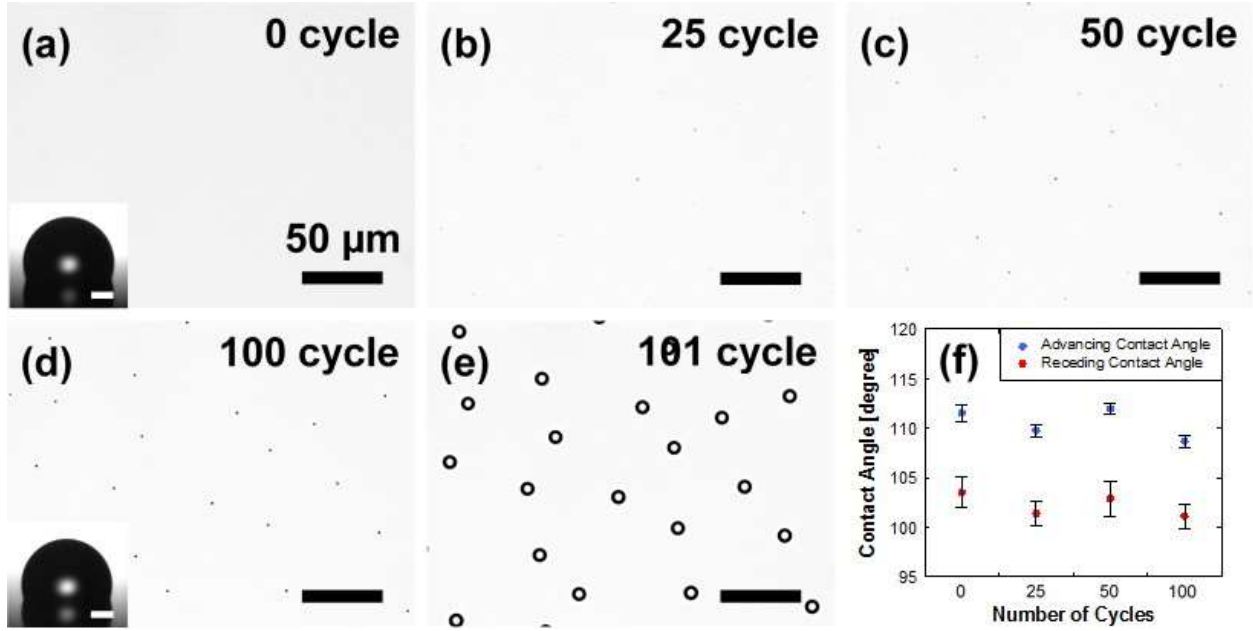 (a)
0 cycle
50 µm
(b)
25 cycle
(c)
50 cycle
(d)
100 cycle
(e)
101 cycle
(f)
Advancing Contact Angle
Receding Contact Angle
Contact Angle [degree]
120
115
110
105
100
95
0 25 50 100
Number of Cycles